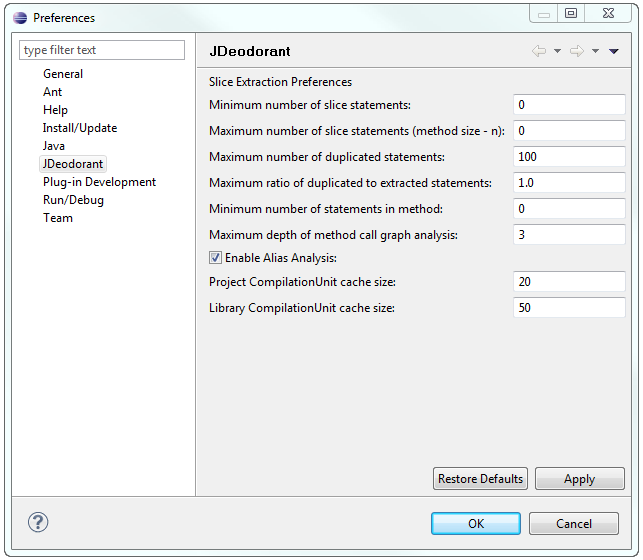 Preferences
type filter text
General
Ant
Help
Install/Update
Java
JDeodorant
Plug-in Development
Run/Debug
Team
JDeodorant
Slice Extraction Preferences
Minimum number of slice statements: 0
Maximum number of slice statements (method size - n): 0
Maximum number of duplicated statements: 100
Maximum ratio of duplicated to extracted statements: 1.0
Minimum number of statements in method: 0
Maximum depth of method call graph analysis: 3
Enable Alias Analysis:
Project CompilationUnit cache size: 20
Library CompilationUnit cache size: 50
Restore Defaults Apply
? OK Cancel